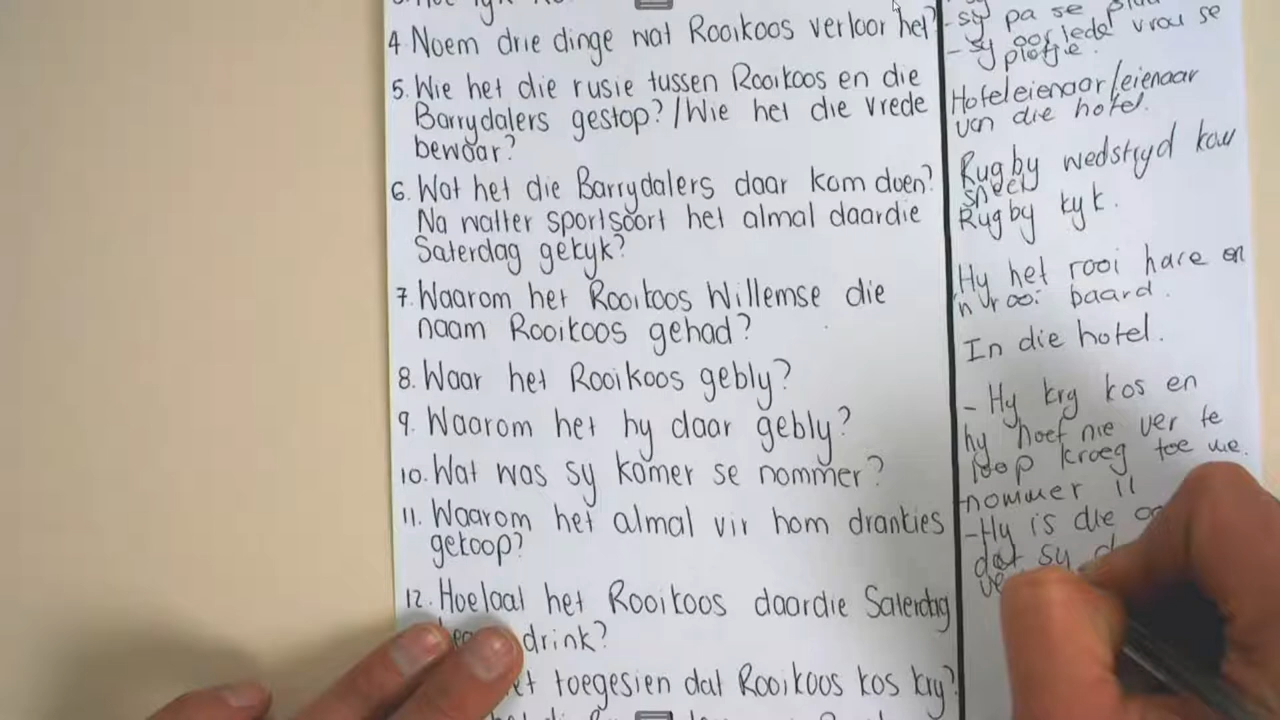 4. Noem drie dinge wat Rooikoos verloor het?
5. Wie het die rusie tussen Rooikoos en die
Barrydalers gestop? / Wie het die vrede
bewaar?
6. Wat het die Barrydalers daar kom doen?
Na watter sportsoort het almal daardie
Saterdag gekyk?
7. Waarom het Rooikoos Willemse die
naam Rooikoos gehad?
8. Waar het Rooikoos gebly?
9. Waarom het hy daar gebly?
10. Wat was sy kamer se nommer?
11. Waarom het almal vir hom drankies
gekoop?
12. Hoelaat het Rooikoos daardie Saterdag
drink?
toegesien dat Rooikoos kos kry?
- sy pa se
- sy oorlede vrou se
plotjie.
Hoteleienaar/eienaar
van die hotel.
Rugby wedstryd kom
speel
Rugby kyk.
Hy het rooi hare en
'n rooi baard.
In die hotel.
- Hy kry kos en
hy hoef nie ver te
loop kroeg toe nie.
- nommer 11
- Hy is die
dat sy